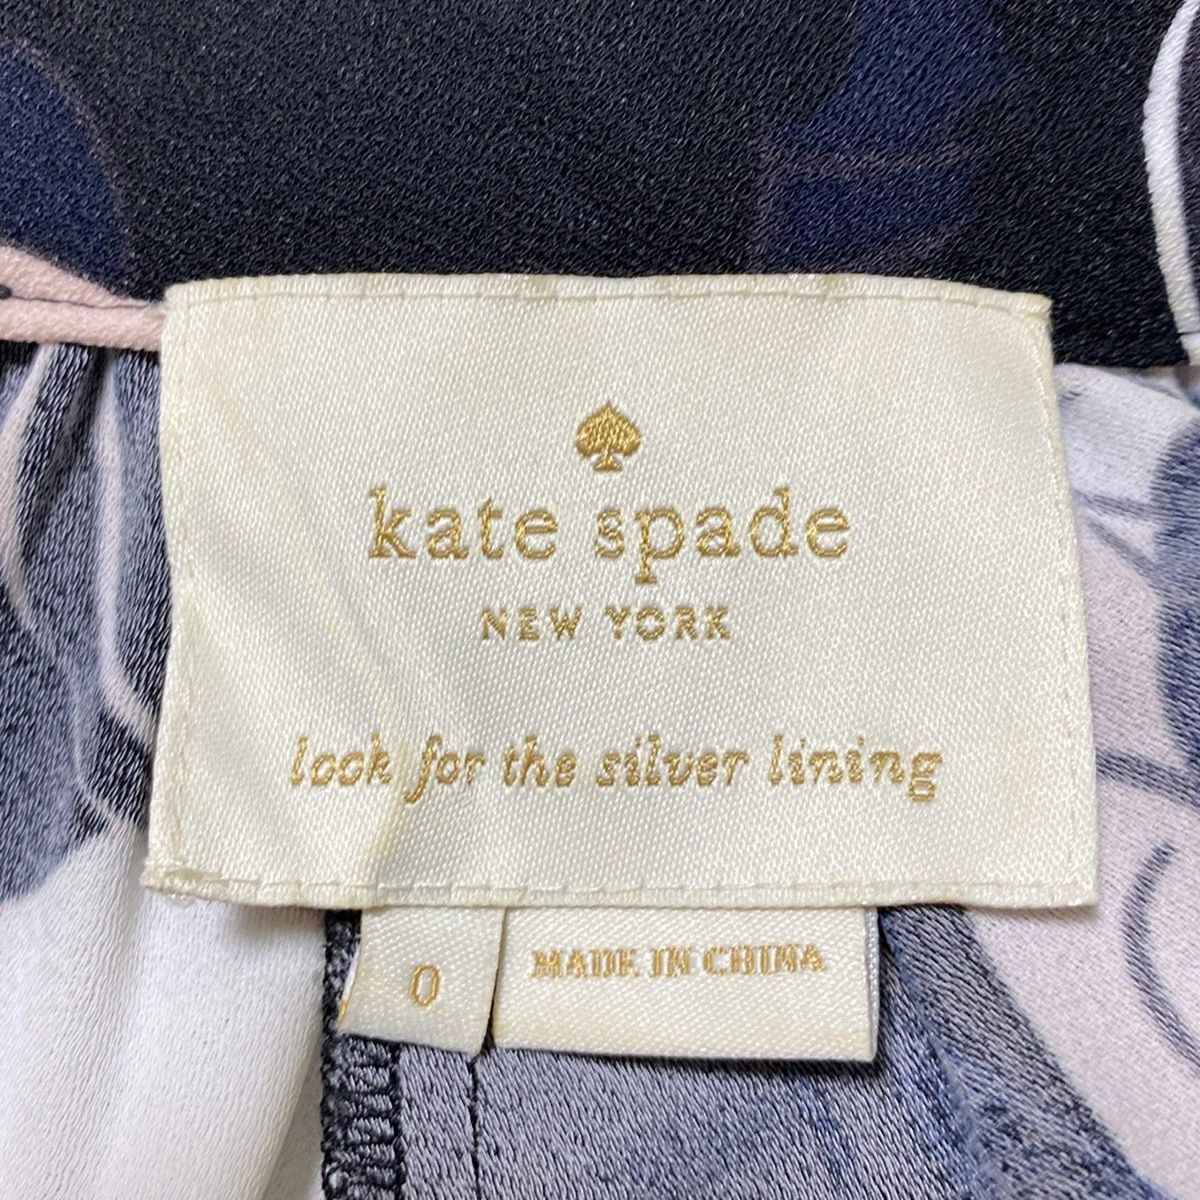 kate spade
NEW YORK
look for the silver lining
0
MADE IN CHINA